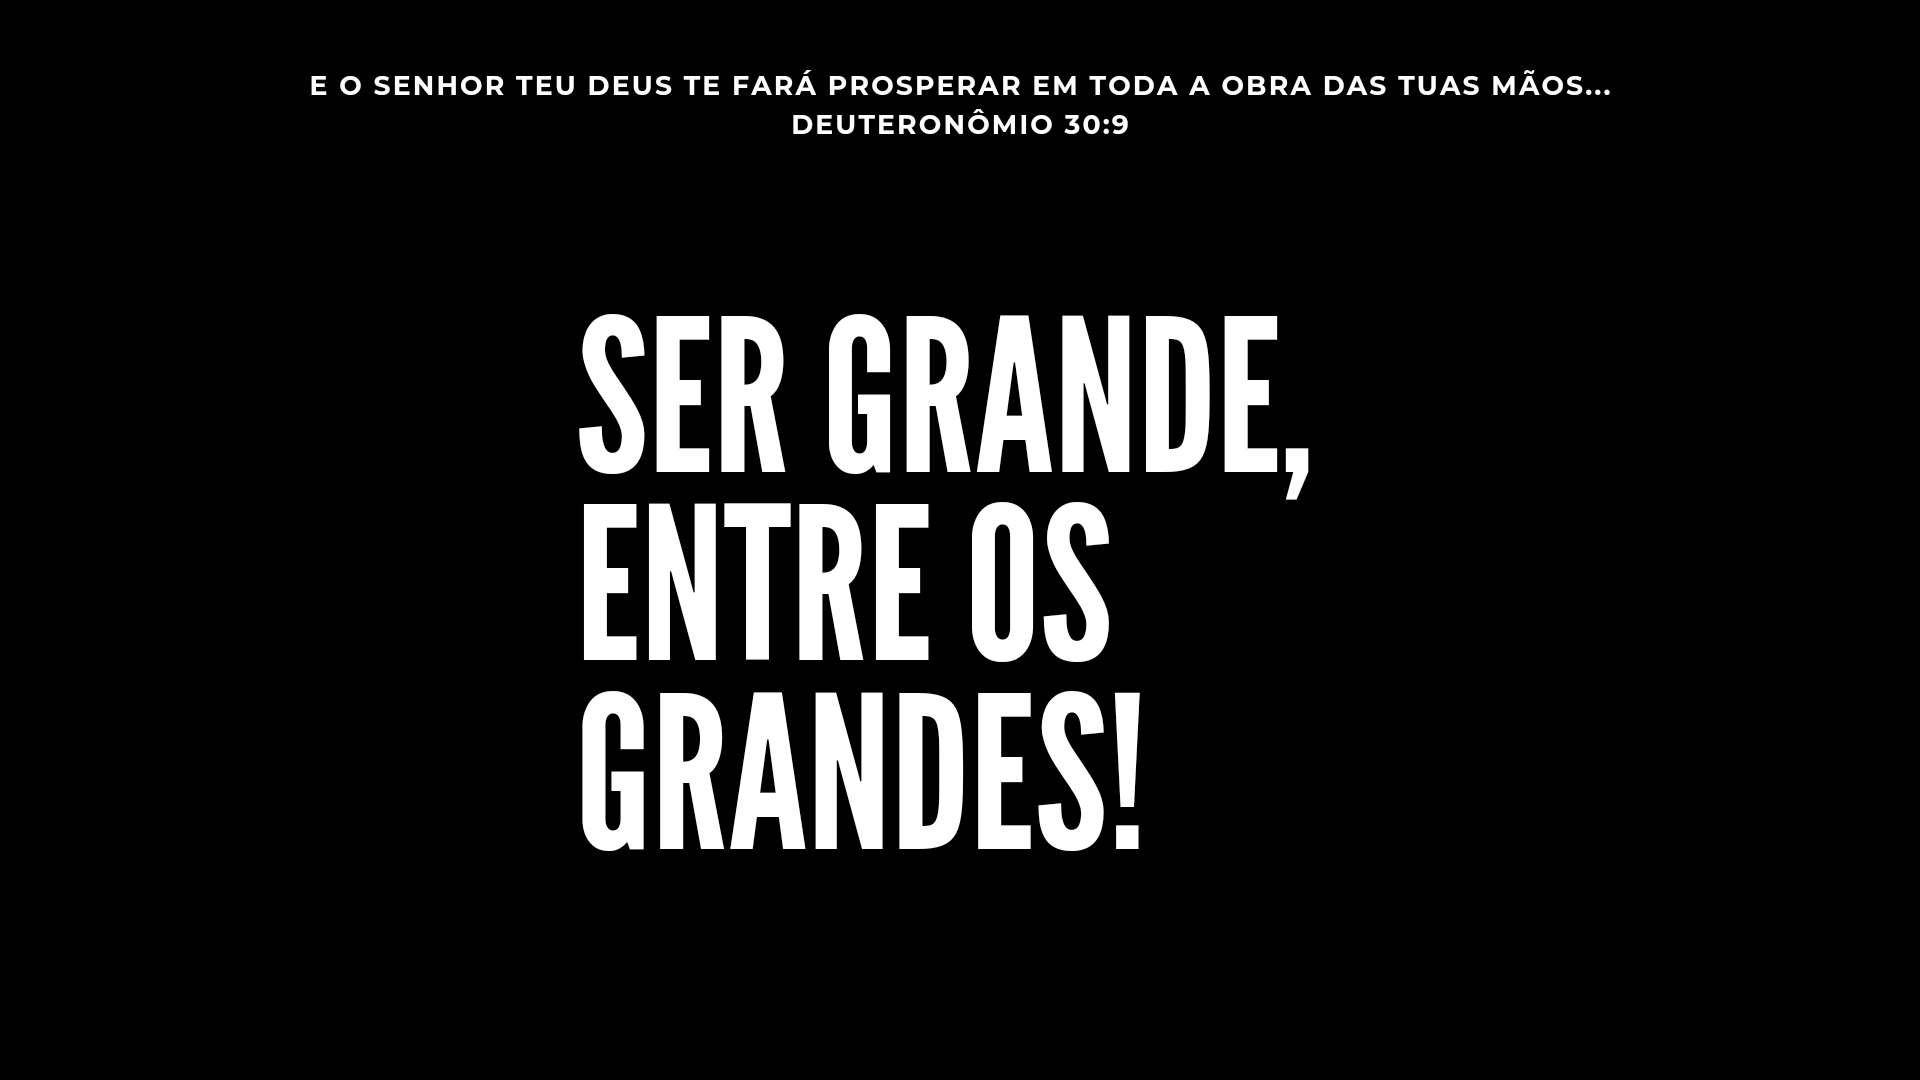 E O SENHOR TEU DEUS TE FARÁ PROSPERAR EM TODA A OBRA DAS TUAS MÃOS...
DEUTERONÔMIO 30:9
SER GRANDE,
ENTRE OS
GRANDES!